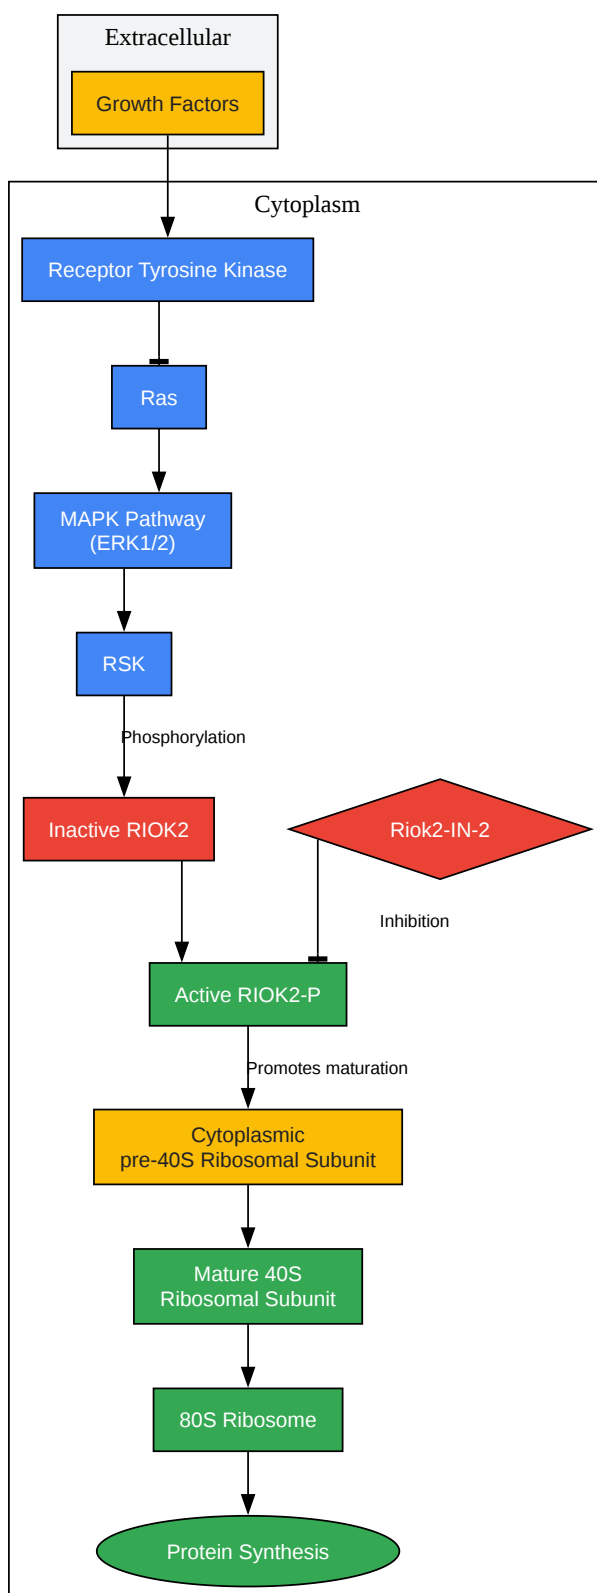 Extracellular
Growth Factors
Cytoplasm
Receptor Tyrosine Kinase
Ras
MAPK Pathway
(ERK1/2)
RSK
Phosphorylation
Inactive RIOK2
Riok2-IN-2
Inhibition
Active RIOK2-P
Promotes maturation
Cytoplasmic
pre-40S Ribosomal Subunit
Mature 40S
Ribosomal Subunit
80S Ribosome
Protein Synthesis